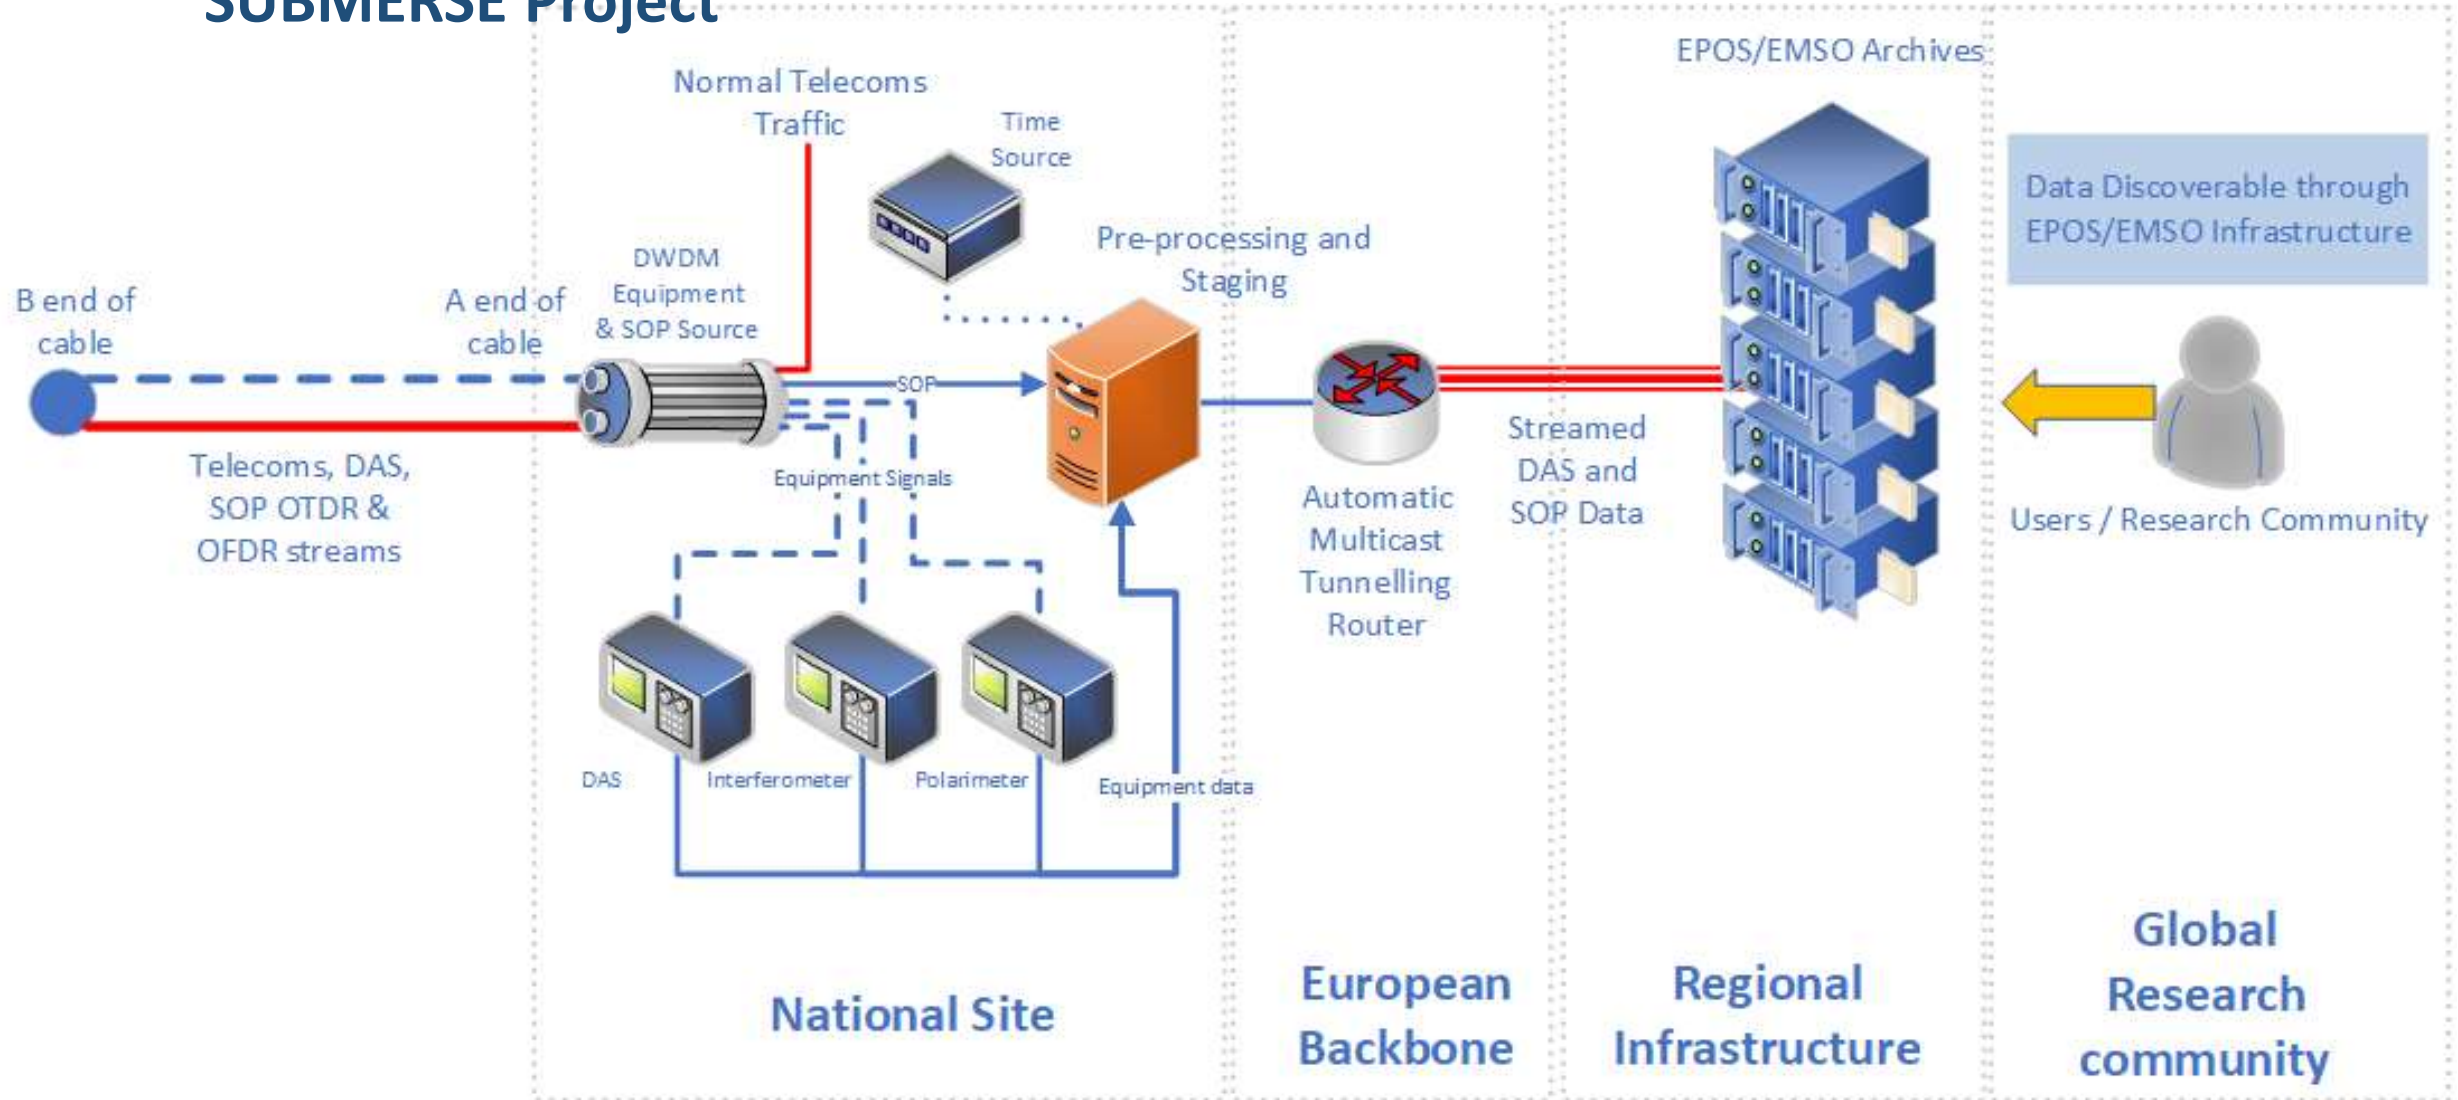 SUBMERSE Project
EPOS/EMSO Archives
Normal Telecoms
Traffic
Time
Source
Data Discoverable through
EPOS/EMSO Infrastructure
Pre-processing and
Staging
DWDM
Equipment
& SOP Source
B end of
cable
A end of
cable
SOP
Streamed
DAS and
SOP Data
Telecoms, DAS,
SOP OTDR &
OFDR streams
Equipment Signals
Automatic
Multicast
Tunnelling
Router
Users / Research Community
DAS
Interferometer
Polarimeter
Equipment data
National Site
European
Backbone
Regional
Infrastructure
Global
Research
community